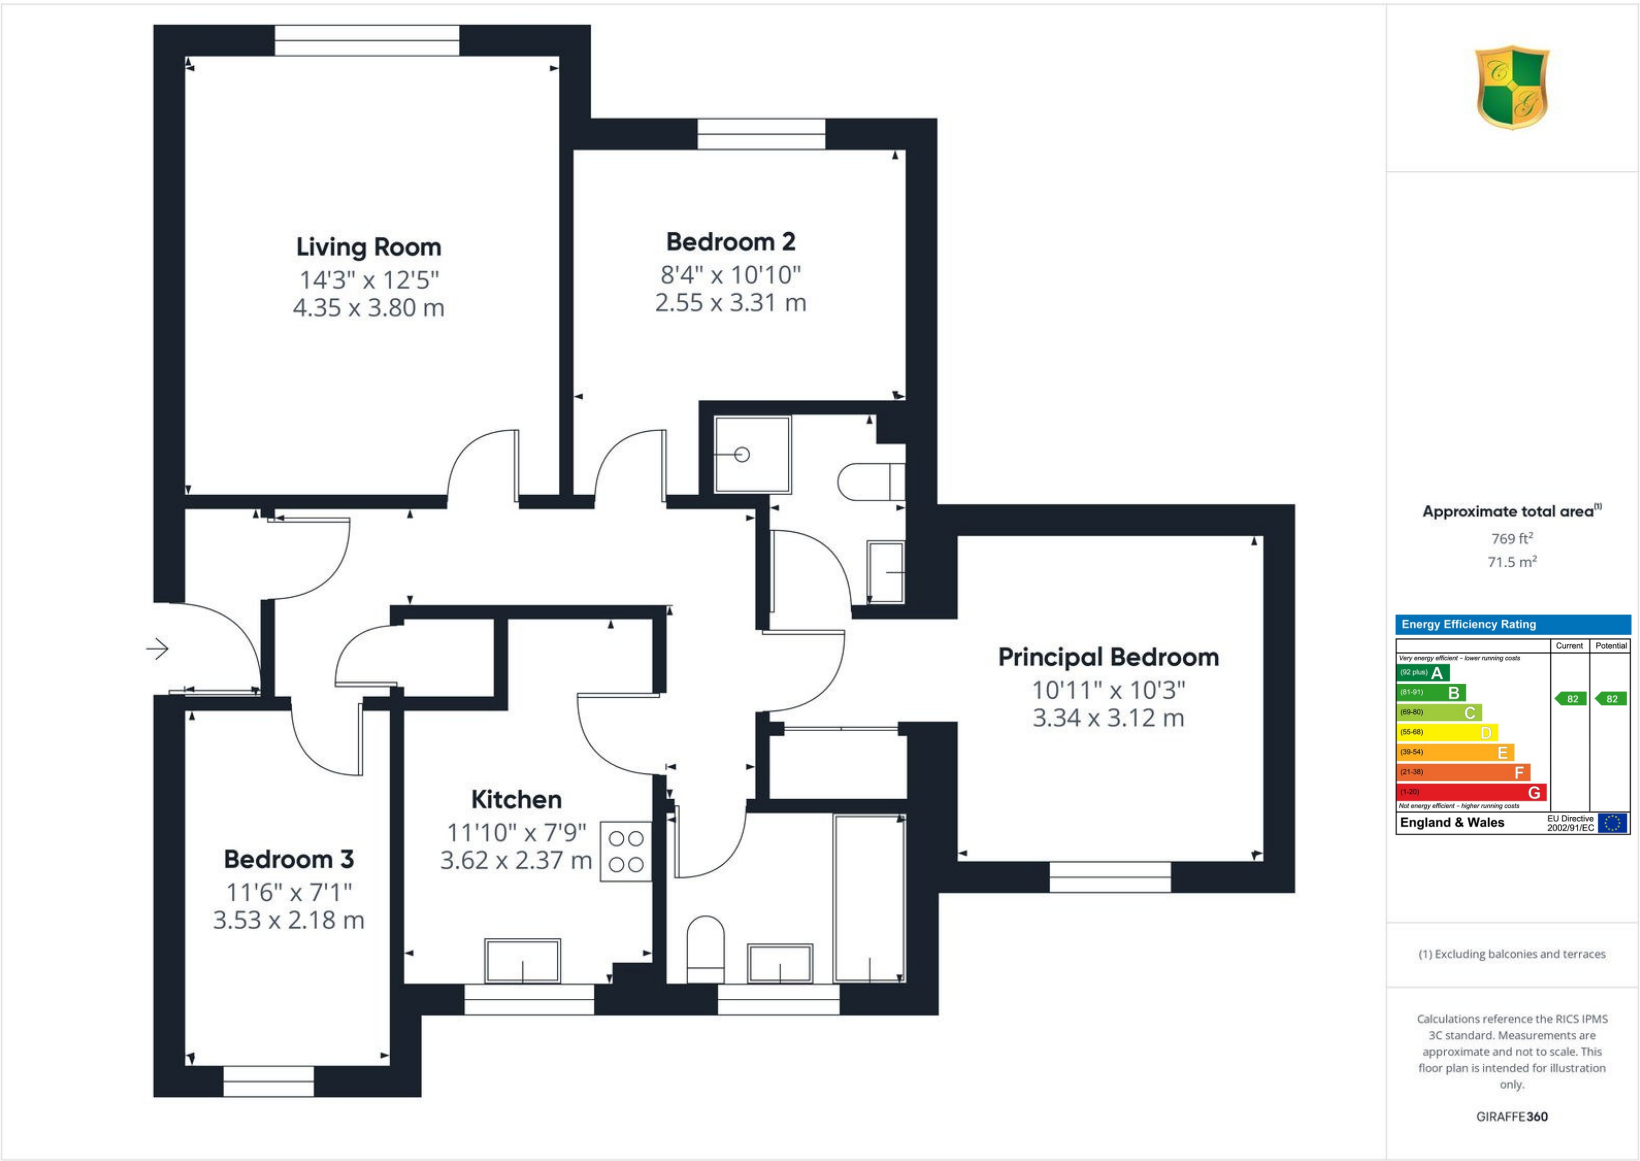 Living Room
14'3" x 12'5"
4.35 x 3.80 m
Bedroom 2
8'4" x 10'10"
2.55 x 3.31 m
Principal Bedroom
10'11" x 10'3"
3.34 x 3.12 m
Kitchen
11'10" x 7'9"
3.62 x 2.37 m
Bedroom 3
11'6" x 7'1"
3.53 x 2.18 m
C
G
Approximate total area(1)
769 ft²
71.5 m²
Energy Efficiency Rating
Current Potential
Very energy efficient – lower running costs
(92 plus) A
(81-91) B 82 82
(69-80) C
(55-68) D
(39-54) E
(21-38) F
(1-20) G
Not energy efficient – higher running costs
England & Wales
EU Directive
2002/91/EC
(1) Excluding balconies and terraces
Calculations reference the RICS IPMS
3C standard. Measurements are
approximate and not to scale. This
floor plan is intended for illustration
only.
GIRAFFE360